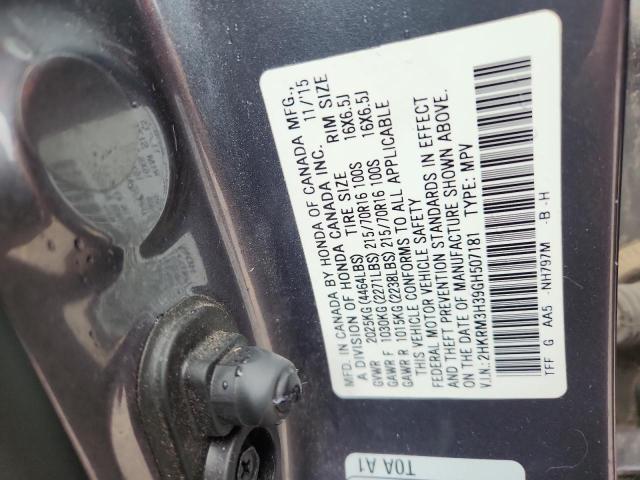 MFD. IN CANADA BY HONDA OF CANADA MFG.,
A DIVISION OF HONDA CANADA INC. 11/15
TIRE SIZE RIM SIZE
GVWR 2025KG(4464LBS)
GAWR F 1030KG(2271LBS) 215/70R16 100S 16X6.5J
GAWR R 1015KG(2238LBS) 215/70R16 100S 16X6.5J
THIS VEHICLE CONFORMS TO ALL APPLICABLE
FEDERAL MOTOR VEHICLE SAFETY
AND THEFT PREVENTION STANDARDS IN EFFECT
ON THE DATE OF MANUFACTURE SHOWN ABOVE.
V.I.N.: 2HKRM3H39GH507181 TYPE: MPV
TFF G AA5 -NH797M -B -H
T0A A1